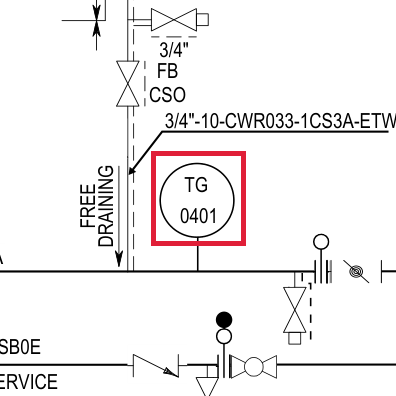 3/4"
FB
CSO
3/4"-10-CWR033-1CS3A-ETW
FREE
DRAINING
TG
0401
A
SB0E
ERVICE